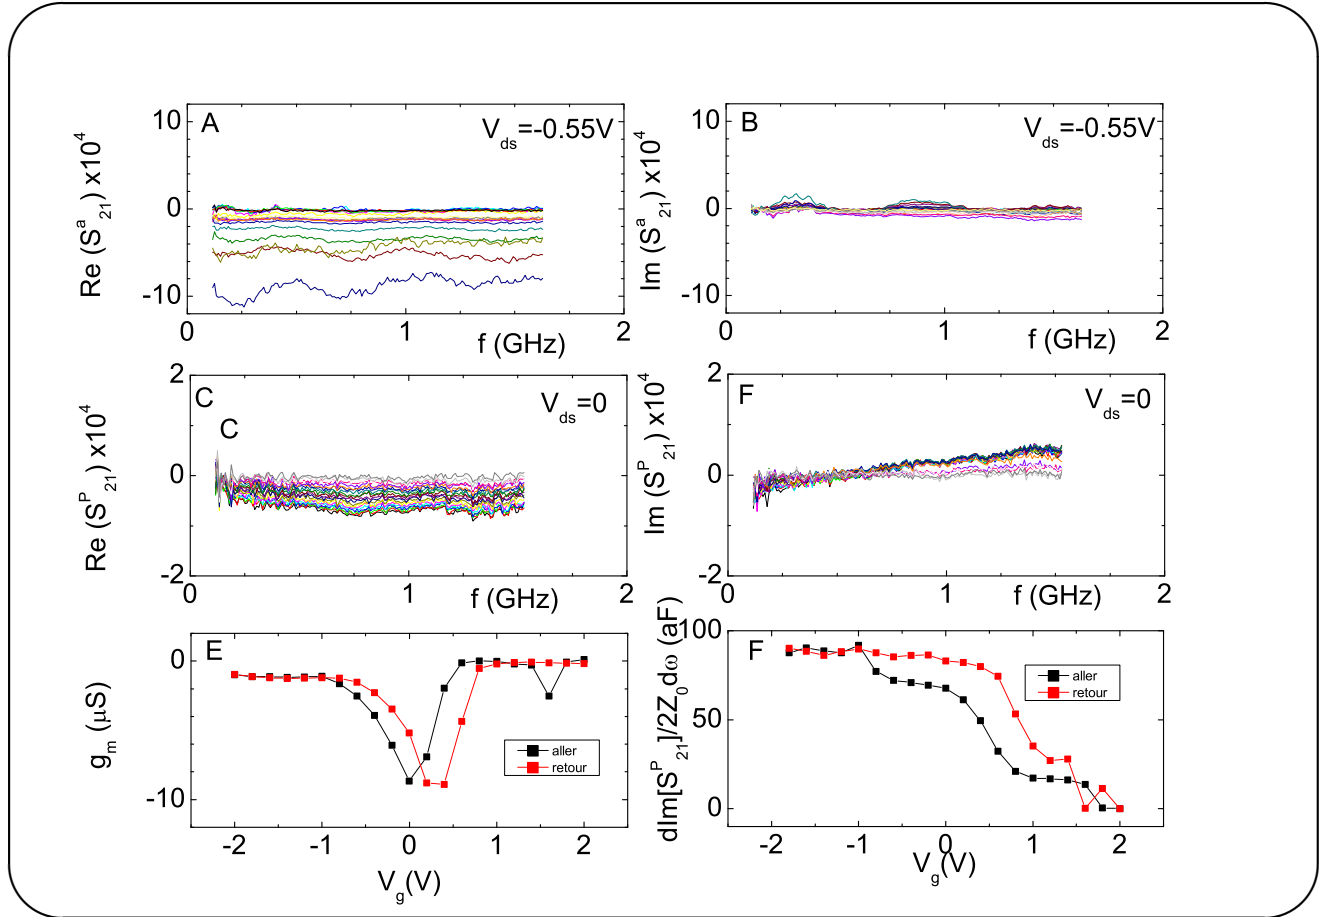 A
V_ds=-0.55V
Re (S^a_21) x10^4
10
0
-10
0
1
2
f (GHz)
B
V_ds=-0.55V
Im (S^a_21) x10^4
10
0
-10
0
1
2
f (GHz)
C
C
V_ds=0
Re (S^P_21) x10^4
2
0
-2
0
1
2
f (GHz)
F
V_ds=0
Im (S^P_21) x10^4
2
0
-2
0
1
2
f (GHz)
E
g_m (μS)
0
-10
aller
retour
-2
-1
0
1
2
V_g(V)
F
dIm[S^P_21]/2Z_0dω (aF)
100
50
0
aller
retour
-2
-1
0
1
2
V_g(V)